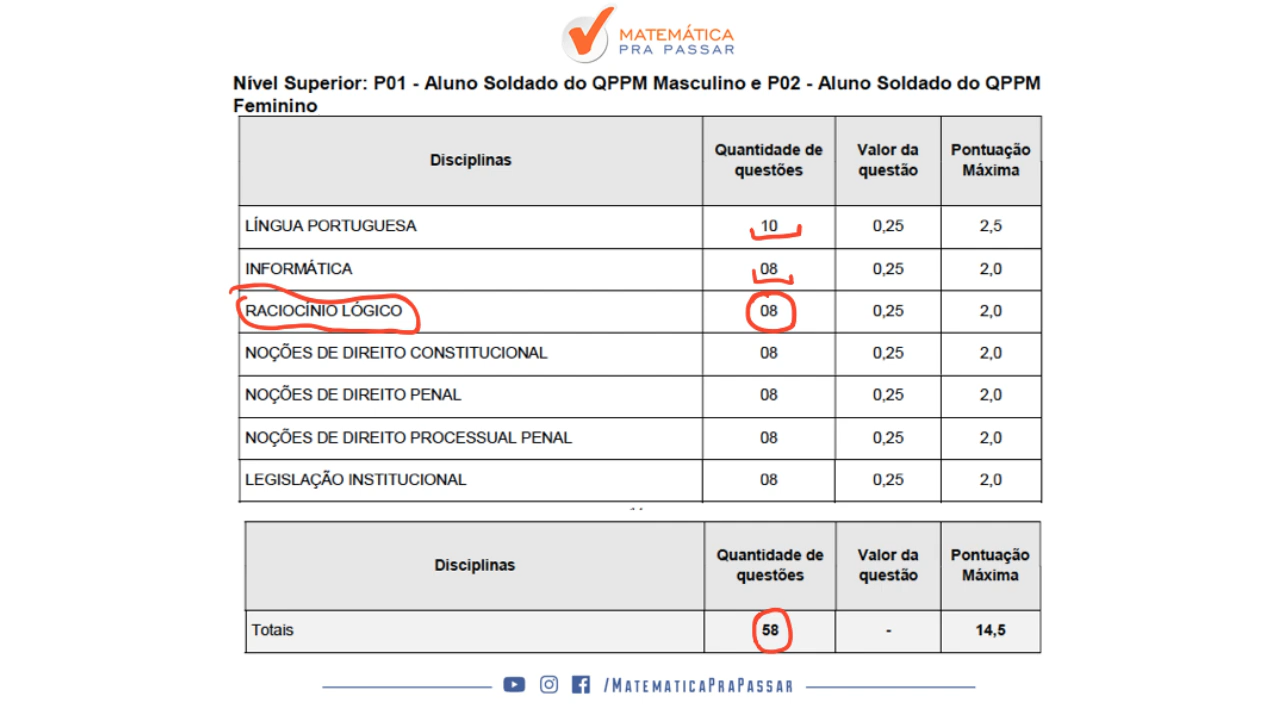 MATEMÁTICA
PRA PASSAR
Nível Superior: P01 - Aluno Soldado do QPPM Masculino e P02 - Aluno Soldado do QPPM
Feminino
Disciplinas Quantidade de questões Valor da questão Pontuação Máxima
LÍNGUA PORTUGUESA 10 0,25 2,5
INFORMÁTICA 08 0,25 2,0
RACIOCÍNIO LÓGICO 08 0,25 2,0
NOÇÕES DE DIREITO CONSTITUCIONAL 08 0,25 2,0
NOÇÕES DE DIREITO PENAL 08 0,25 2,0
NOÇÕES DE DIREITO PROCESSUAL PENAL 08 0,25 2,0
LEGISLAÇÃO INSTITUCIONAL 08 0,25 2,0
Disciplinas Quantidade de questões Valor da questão Pontuação Máxima
Totais 58 - 14,5
/MATEMATICAPRAPASSAR